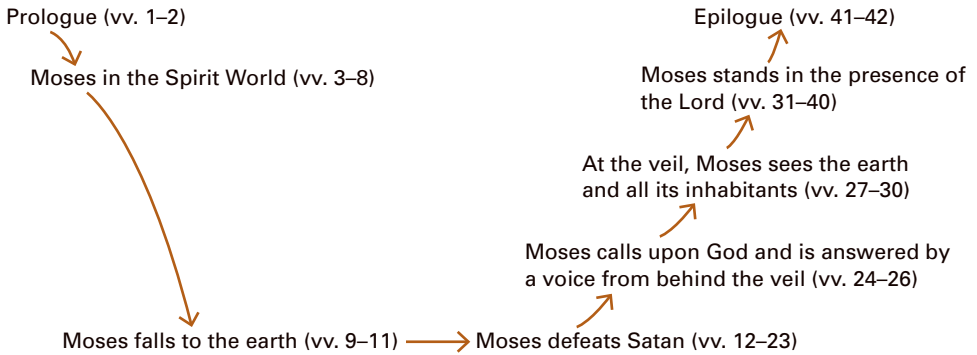 Prologue (vv. 1–2)
Moses in the Spirit World (vv. 3–8)
Moses falls to the earth (vv. 9–11)
Moses defeats Satan (vv. 12–23)
Moses calls upon God and is answered by
a voice from behind the veil (vv. 24–26)
At the veil, Moses sees the earth
and all its inhabitants (vv. 27–30)
Moses stands in the presence of
the Lord (vv. 31–40)
Epilogue (vv. 41–42)